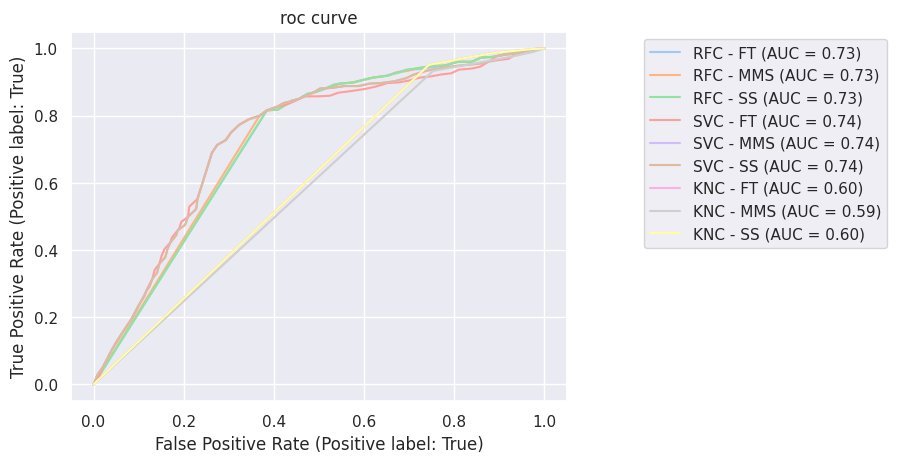 roc curve
True Positive Rate (Positive label: True)
1.0
0.8
0.6
0.4
0.2
0.0
0.0 0.2 0.4 0.6 0.8 1.0
False Positive Rate (Positive label: True)
RFC - FT (AUC = 0.73)
RFC - MMS (AUC = 0.73)
RFC - SS (AUC = 0.73)
SVC - FT (AUC = 0.74)
SVC - MMS (AUC = 0.74)
SVC - SS (AUC = 0.74)
KNC - FT (AUC = 0.60)
KNC - MMS (AUC = 0.59)
KNC - SS (AUC = 0.60)